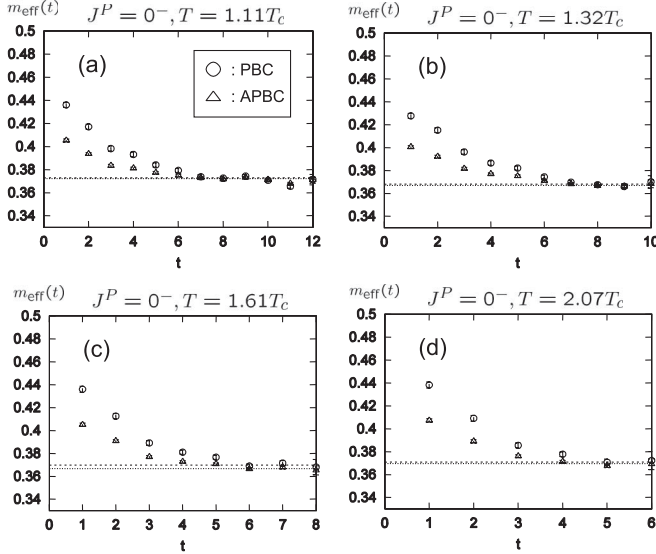 m_eff(t) J^P = 0^−, T = 1.11T_c
0.5
0.46
0.44
0.42
0.4
0.38
0.36
0.34
0 2 4 6 8 10 12
t
(a)
○ : PBC
△ : APBC
m_eff(t) J^P = 0^−, T = 1.32T_c
0.5
0.48
0.46
0.44
0.42
0.4
0.38
0.36
0.34
0 2 4 6 8 10
t
(b)
m_eff(t) J^P = 0^−, T = 1.61T_c
0.5
0.48
0.46
0.44
0.42
0.4
0.38
0.36
0.34
0 1 2 3 4 5 6 7 8
t
(c)
m_eff(t) J^P = 0^−, T = 2.07T_c
0.5
0.48
0.46
0.44
0.42
0.4
0.38
0.36
0.34
0 1 2 3 4 5 6
t
(d)